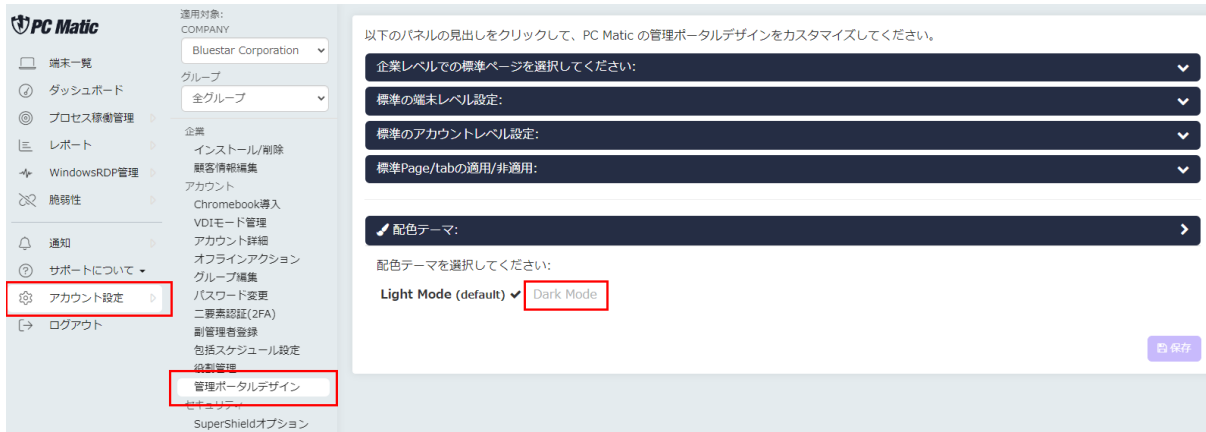 PC Matic
端末一覧
ダッシュボード
プロセス稼働管理
レポート
WindowsRDP管理
脆弱性
通知
サポートについて
アカウント設定
ログアウト
適用対象:
COMPANY
Bluestar Corporation
グループ
全グループ
企業
インストール/削除
顧客情報編集
アカウント
Chromebook導入
VDIモード管理
アカウント詳細
オフラインアクション
グループ編集
パスワード変更
二要素認証(2FA)
副管理者登録
包括スケジュール設定
役割管理
管理ポータルデザイン
セキュリティ
SuperShieldオプション
以下のパネルの見出しをクリックして、PC Matic の管理ポータルデザインをカスタマイズしてください。
企業レベルでの標準ページを選択してください:
標準の端末レベル設定:
標準のアカウントレベル設定:
標準Page/tabの適用/非適用:
配色テーマ:
配色テーマを選択してください:
Light Mode (default) ✔ Dark Mode
保存